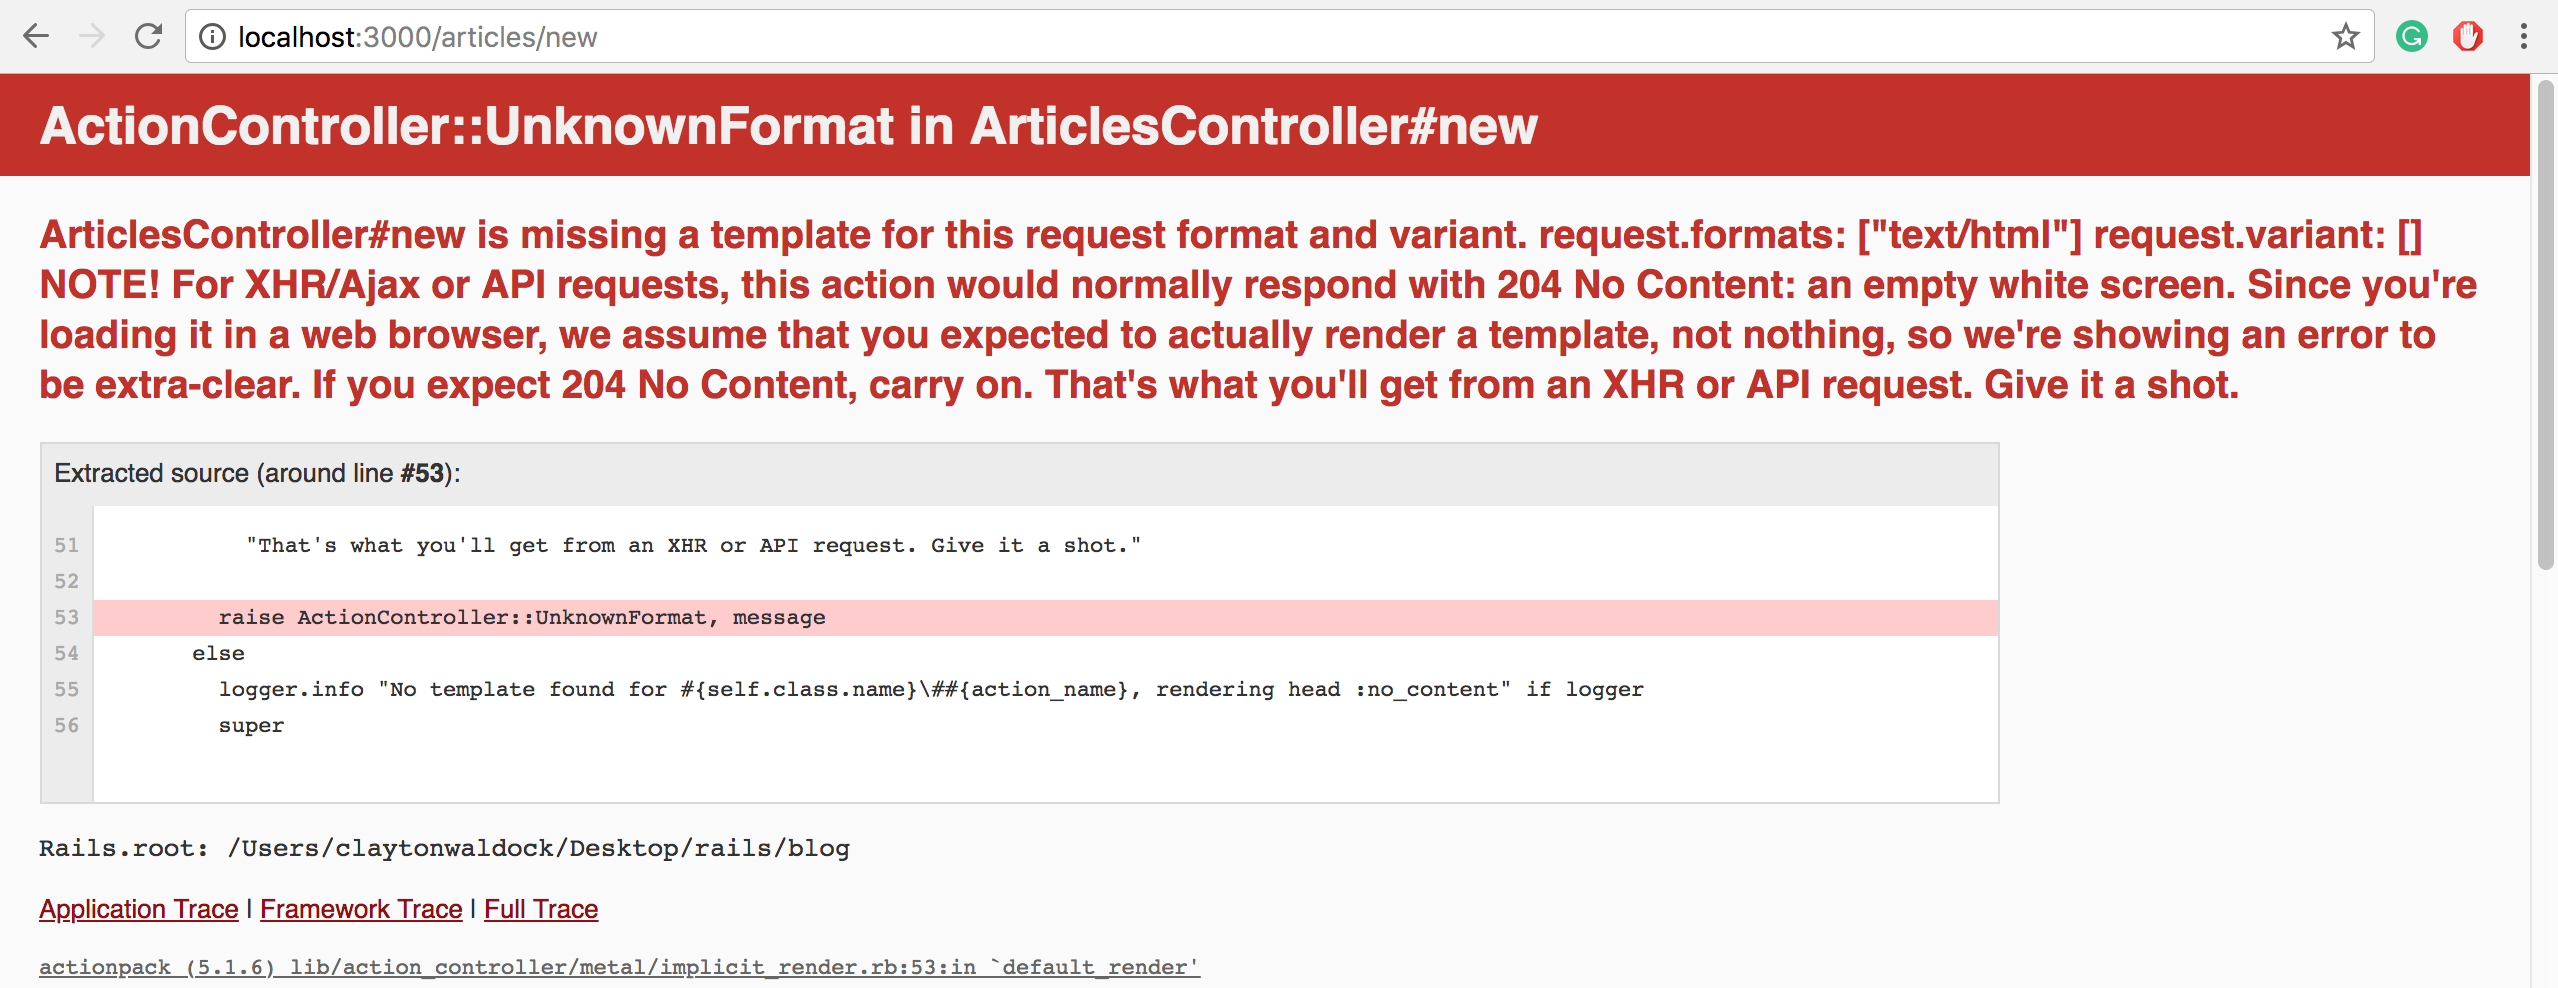 localhost:3000/articles/new
ActionController::UnknownFormat in ArticlesController#new
ArticlesController#new is missing a template for this request format and variant. request.formats: ["text/html"] request.variant: []
NOTE! For XHR/Ajax or API requests, this action would normally respond with 204 No Content: an empty white screen. Since you're
loading it in a web browser, we assume that you expected to actually render a template, not nothing, so we're showing an error to
be extra-clear. If you expect 204 No Content, carry on. That's what you'll get from an XHR or API request. Give it a shot.
Extracted source (around line #53):
51 "That's what you'll get from an XHR or API request. Give it a shot."
52
53 raise ActionController::UnknownFormat, message
54 else
55 logger.info "No template found for #{self.class.name}\##{action_name}, rendering head :no_content" if logger
56 super
Rails.root: /Users/claytonwaldock/Desktop/rails/blog
Application Trace | Framework Trace | Full Trace
actionpack (5.1.6) lib/action_controller/metal/implicit_render.rb:53:in `default_render'